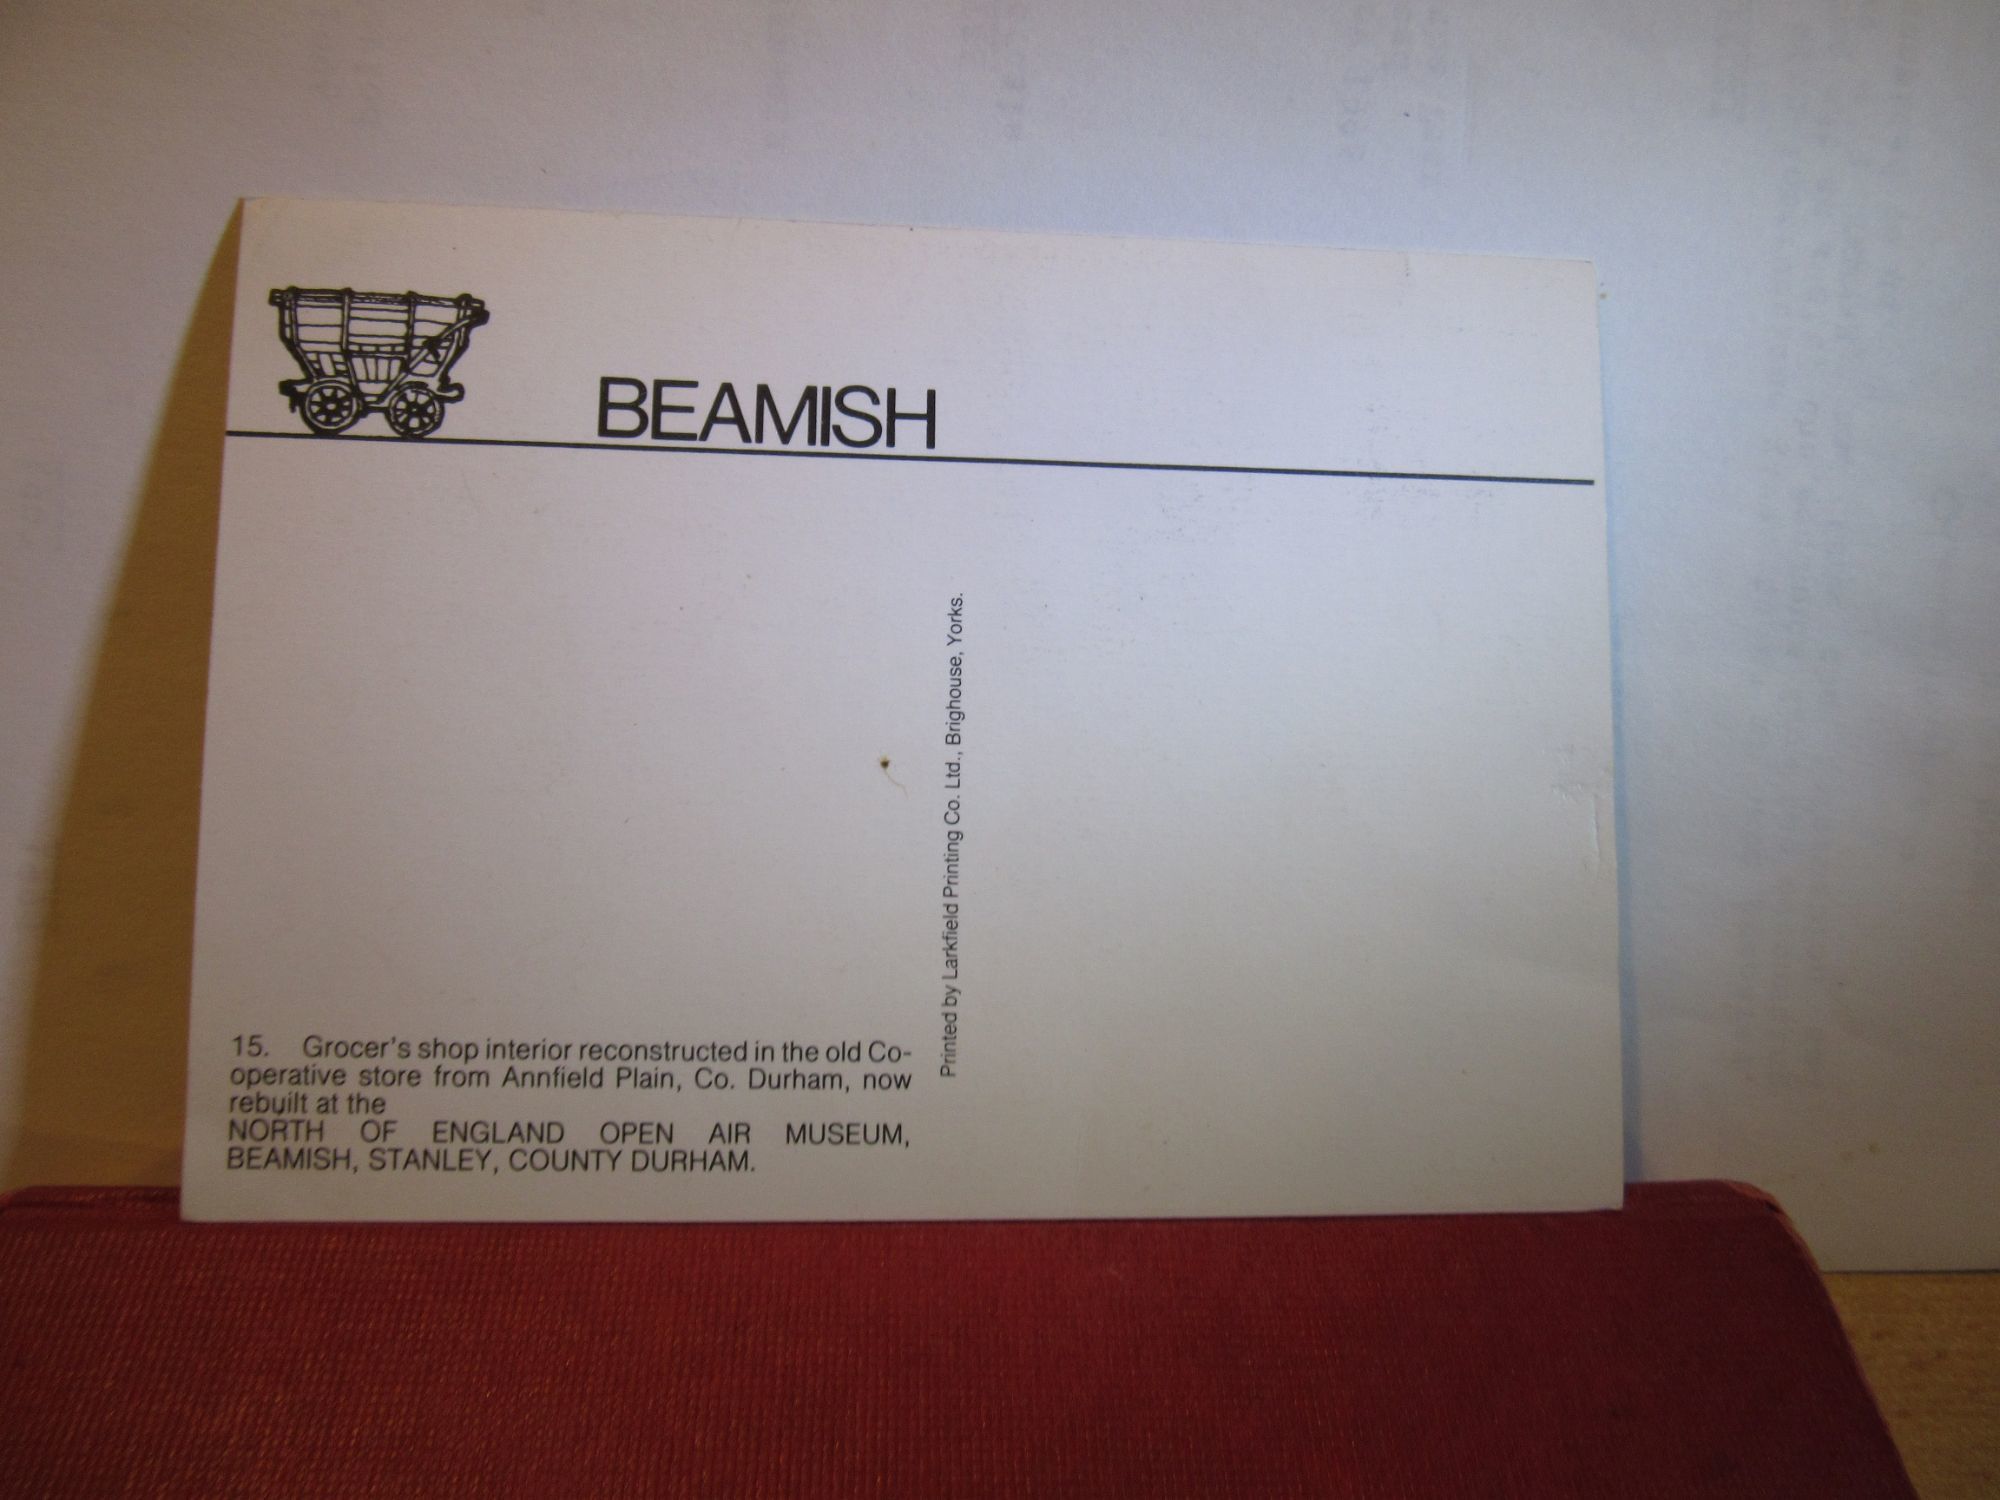 BEAMISH
15. Grocer's shop interior reconstructed in the old Co-
operative store from Annfield Plain, Co. Durham, now
rebuilt at the
NORTH OF ENGLAND OPEN AIR MUSEUM,
BEAMISH, STANLEY, COUNTY DURHAM.
Printed by Larkfield Printing Co. Ltd., Brighouse, Yorks.